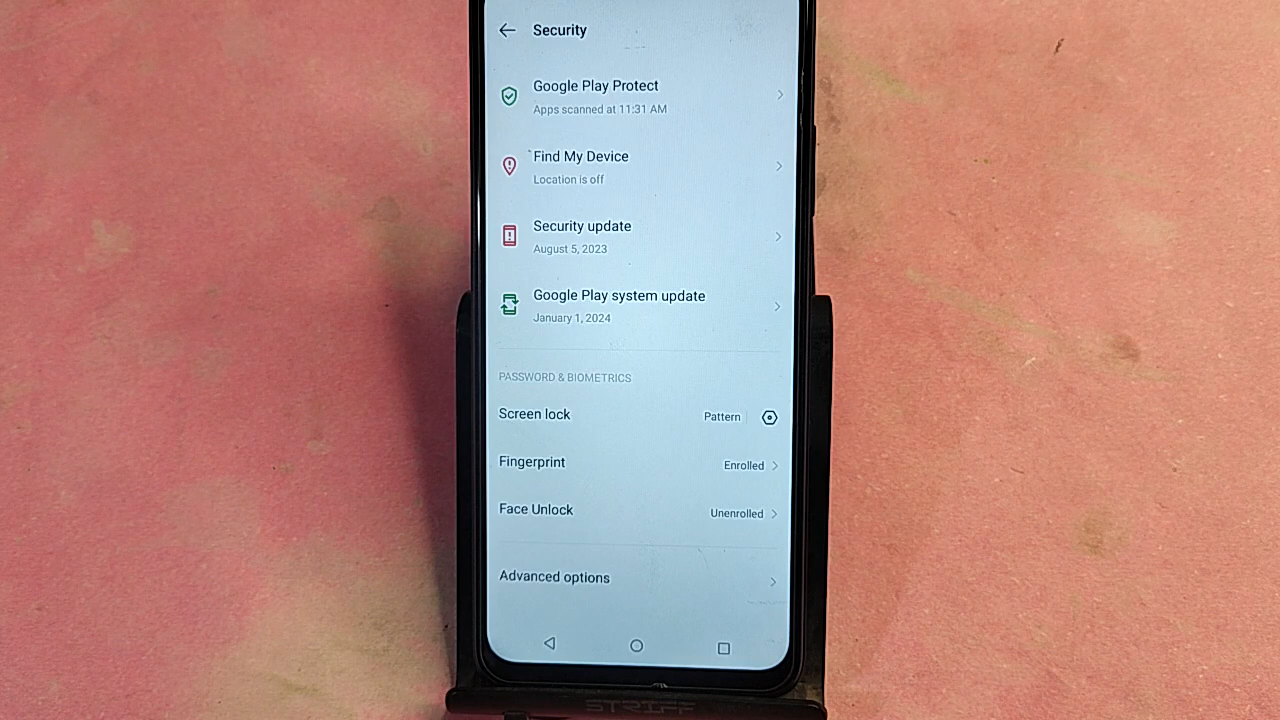 Security
Google Play Protect
Apps scanned at 11:31 AM
Find My Device
Location is off
Security update
August 5, 2023
Google Play system update
January 1, 2024
PASSWORD & BIOMETRICS
Screen lock Pattern
Fingerprint Enrolled
Face Unlock Unenrolled
Advanced options
STRIFF